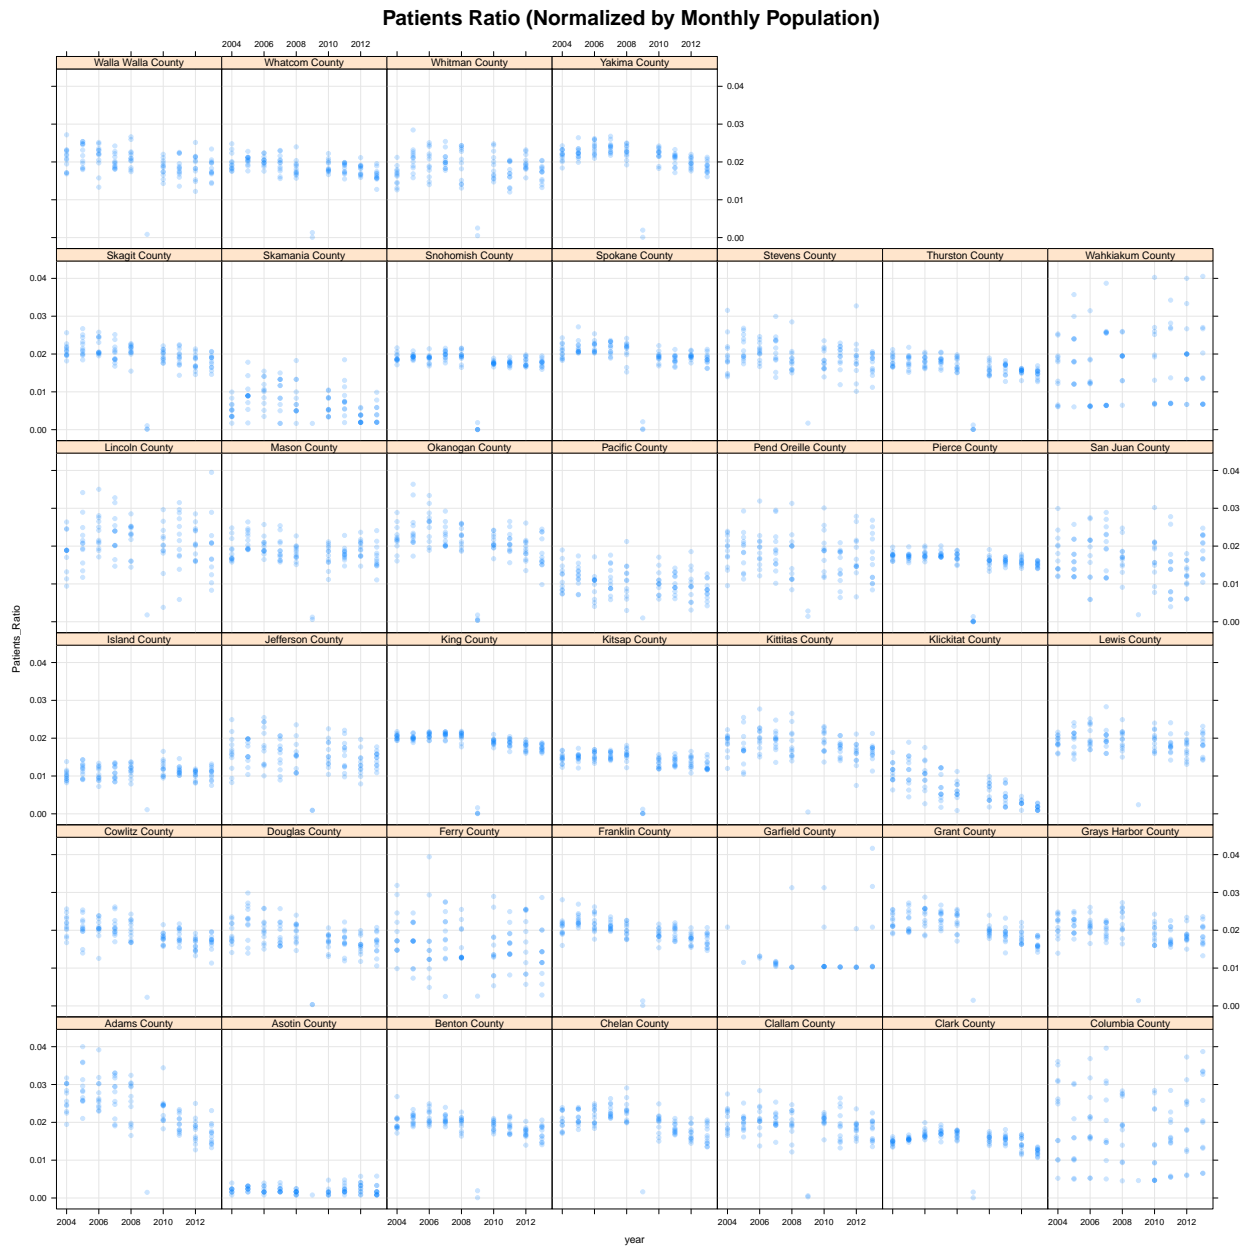 Patients Ratio (Normalized by Monthly Population)
2004 2006 2008 2010 2012
Walla Walla County Whatcom County Whitman County Yakima County
0.04
0.03
0.02
0.01
0.00
Skagit County Skamania County Snohomish County Spokane County Stevens County Thurston County Wahkiakum County
0.04
0.03
0.02
0.01
0.00
Lincoln County Mason County Okanogan County Pacific County Pend Oreille County Pierce County San Juan County
0.04
0.03
0.02
0.01
0.00
Patients_Ratio
Island County Jefferson County King County Kitsap County Kittitas County Klickitat County Lewis County
0.04
0.03
0.02
0.01
0.00
Cowlitz County Douglas County Ferry County Franklin County Garfield County Grant County Grays Harbor County
0.04
0.03
0.02
0.01
0.00
Adams County Asotin County Benton County Chelan County Clallam County Clark County Columbia County
0.04
0.03
0.02
0.01
0.00
2004 2006 2008 2010 2012 2004 2006 2008 2010 2012 2004 2006 2008 2010 2012 2004 2006 2008 2010 2012
year